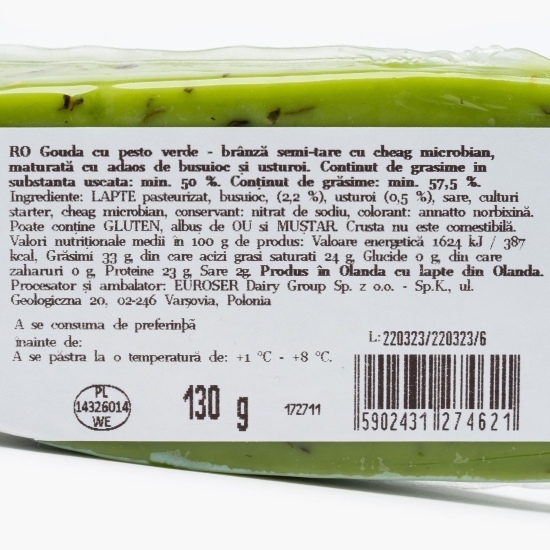 RO Gouda cu pesto verde - brânză semi-tare cu cheag microbian,
maturată cu adaos de busuioc și usturoi. Continut de grasime in
substanta uscata: min. 50 %. Conținut de grăsime: min. 57,5 %.
Ingrediente: LAPTE pasteurizat, busuioc, (2,2 %), usturoi (0,5 %), sare, culturi
starter, cheag microbian, conservant: nitrat de sodiu, colorant: annatto norbixină.
Poate conține GLUTEN, albuș de OU si MUȘTAR. Crusta nu este comestibilă.
Valori nutriționale medii in 100 g de produs: Valoare energetică 1624 kJ / 387
kcal, Grăsimi 33 g, din care acizi grasi saturati 24 g, Glucide 0 g, din care
zaharuri 0 g, Proteine 23 g, Sare 2g. Produs în Olanda cu lapte din Olanda.
Procesator și ambalator: EUROSER Dairy Group Sp. z o.o. - Sp.K., ul.
Geologiczna 20, 02-246 Varșovia, Polonia
A se consuma de preferință
inainte de:
A se păstra la o temperatură de: +1 °C - +8 °C.
L: 220323/220323/6
PL
14326014
WE
130 g
172711
5902431 274621